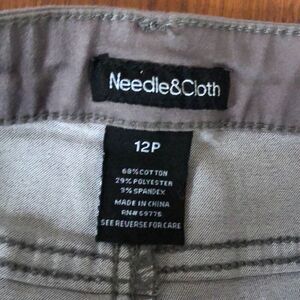 Needle&Cloth
12P
68%COTTON
29%POLYESTER
3%SPANDEX
MADE IN CHINA
RN#59776
SEE REVERSE FOR CARE